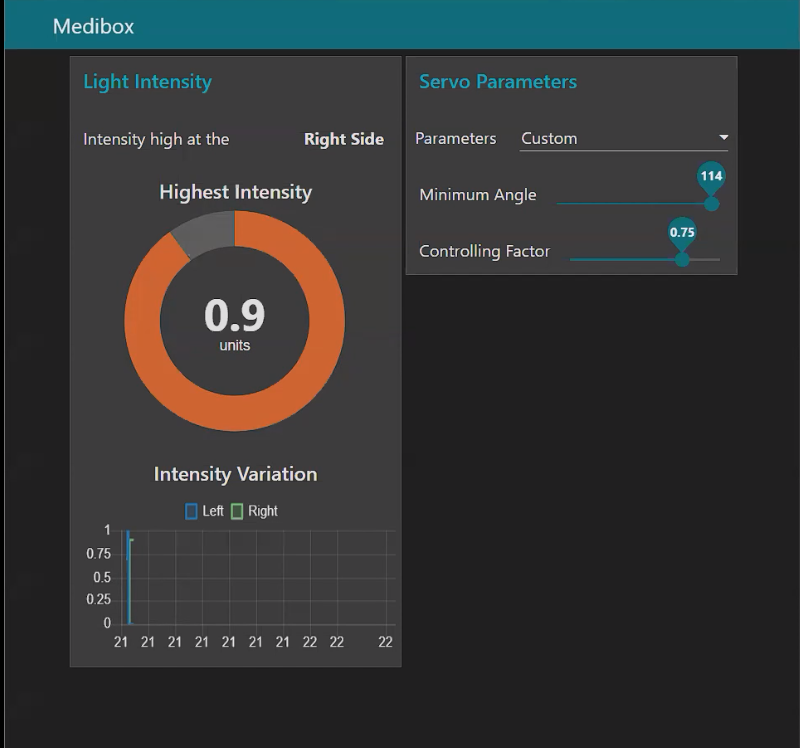 Medibox
Light Intensity
Intensity high at the Right Side
Highest Intensity
0.9
units
Intensity Variation
Left Right
1
0.75
0.5
0.25
0
21 21 21 21 21 21 21 22 22 22
Servo Parameters
Parameters Custom
114
Minimum Angle
0.75
Controlling Factor